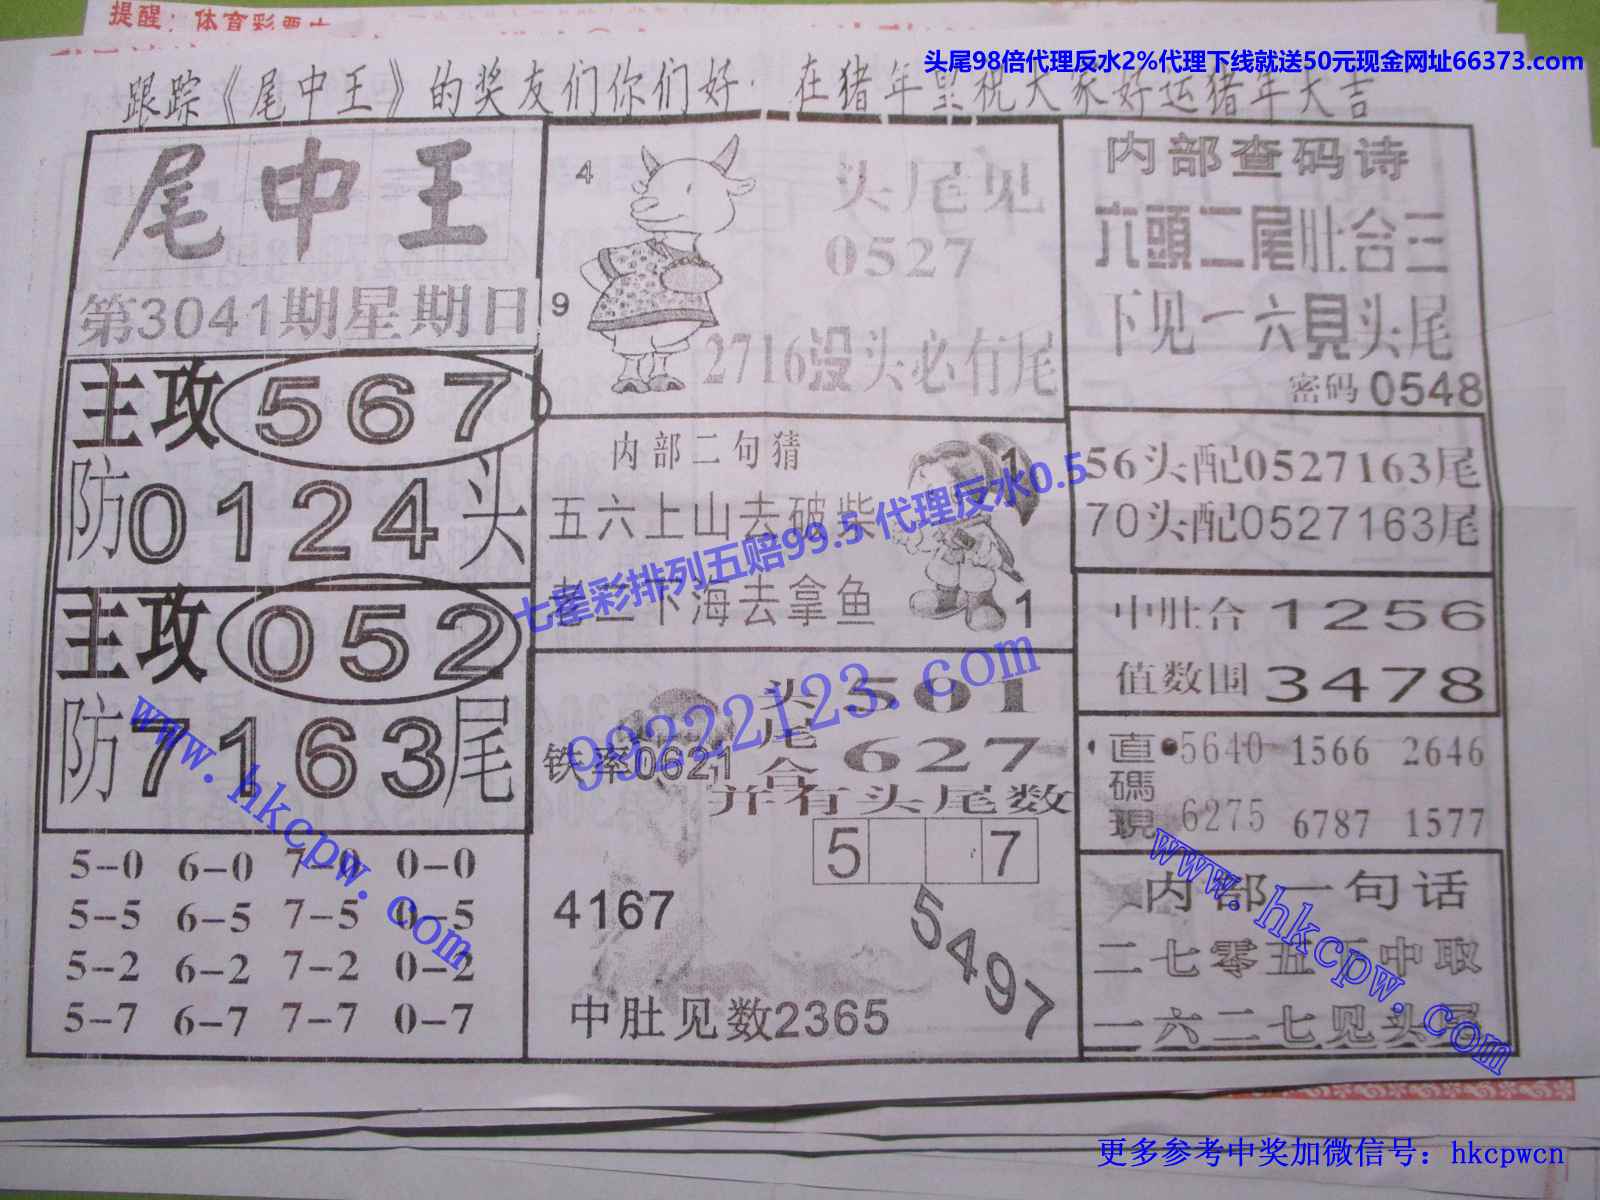 提醒：体育彩票
头尾98倍代理反水2%代理下线就送50元现金网址66373.com
跟踪《尾中王》的奖友们你们好．在猪年里祝大家好运猪年大吉
尾中王
第3041期星期日
主攻567
防0124头
主攻052
防7163尾
5-0 6-0 7-0 0-0
5-5 6-5 7-5 0-5
5-2 6-2 7-2 0-2
5-7 6-7 7-7 0-7
4
9
头尾见
0527
2716没头必有尾
内部二句猜
五六上山去破柴
老二下海去拿鱼
1
1
七星彩排列五赔99.5 代理反水0.5
99222123.com
头尾合
501
627
铁率0621
并有头尾数
5 7
4167
5497
中肚见数2365
内部查码诗
六頭二尾肚合三
下见一六見头尾
密码0548
56头配0527163尾
70头配0527163尾
中肚合1256
值数围3478
直碼現
5640 1566 2646
6275 6787 1577
内部一句话
二七零五 中取
一六二七见头尾
www.hkcpw.com
www.hkcpw.com
更多参考中奖加微信号：hkcpwcn